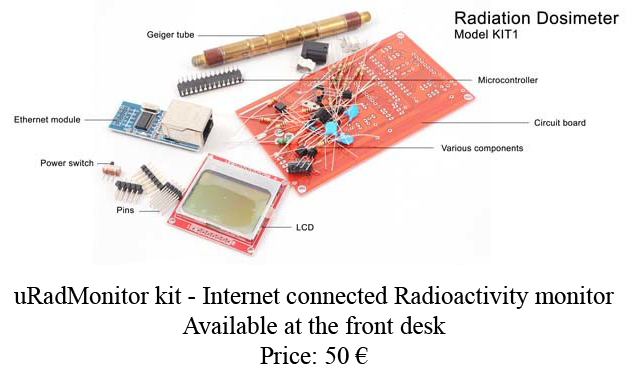 Radiation Dosimeter
Model KIT1
Geiger tube
Microcontroller
Ethernet module
Circuit board
Various components
Power switch
Pins
LCD
uRadMonitor kit - Internet connected Radioactivity monitor
Available at the front desk
Price: 50 €